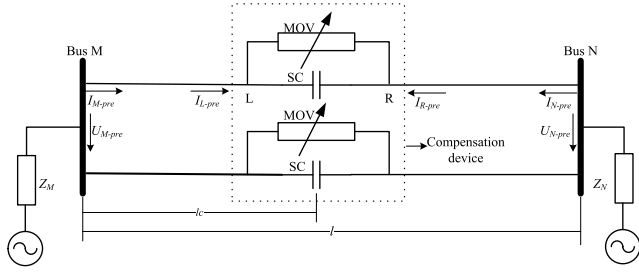 MOV
Bus M
Bus N
SC
L
R
I_M-pre
I_L-pre
I_R-pre
I_N-pre
MOV
U_M-pre
U_N-pre
Compensation
device
SC
Z_M
Z_N
lc
l